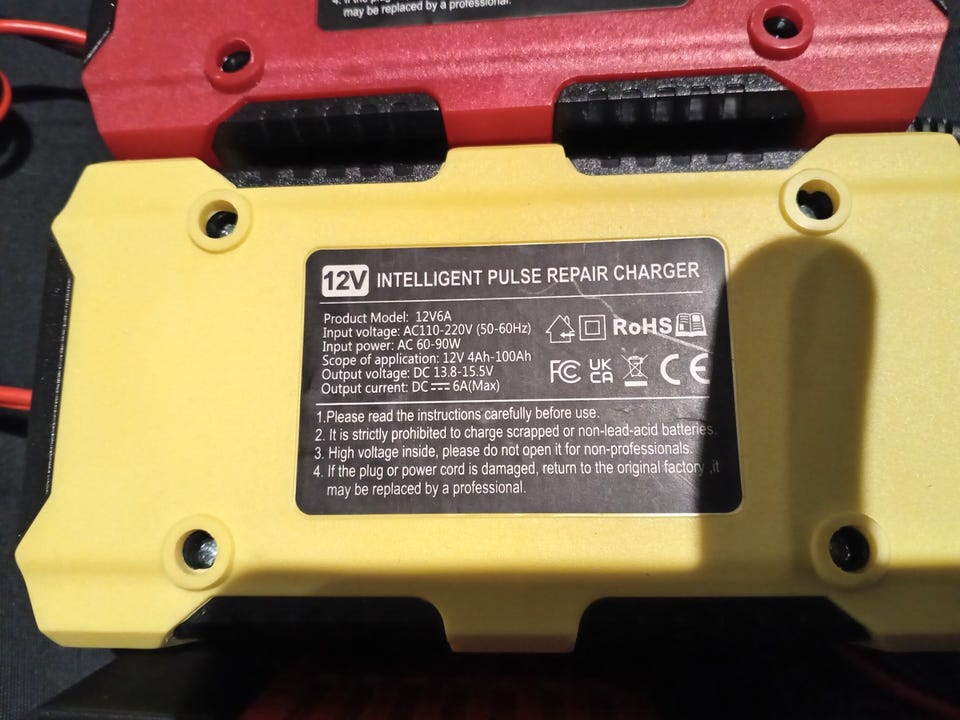 4. If the plug
may be replaced by a professional.
12V INTELLIGENT PULSE REPAIR CHARGER
Product Model: 12V6A
Input voltage: AC110-220V (50-60Hz)
Input power: AC 60-90W
Scope of application: 12V 4Ah-100Ah
Output voltage: DC 13.8-15.5V
Output current: DC 6A(Max)
RoHS
FC UK CA CE
1.Please read the instructions carefully before use.
2. It is strictly prohibited to charge scrapped or non-lead-acid batteries.
3. High voltage inside, please do not open it for non-professionals.
4. If the plug or power cord is damaged, return to the original factory ,it
may be replaced by a professional.